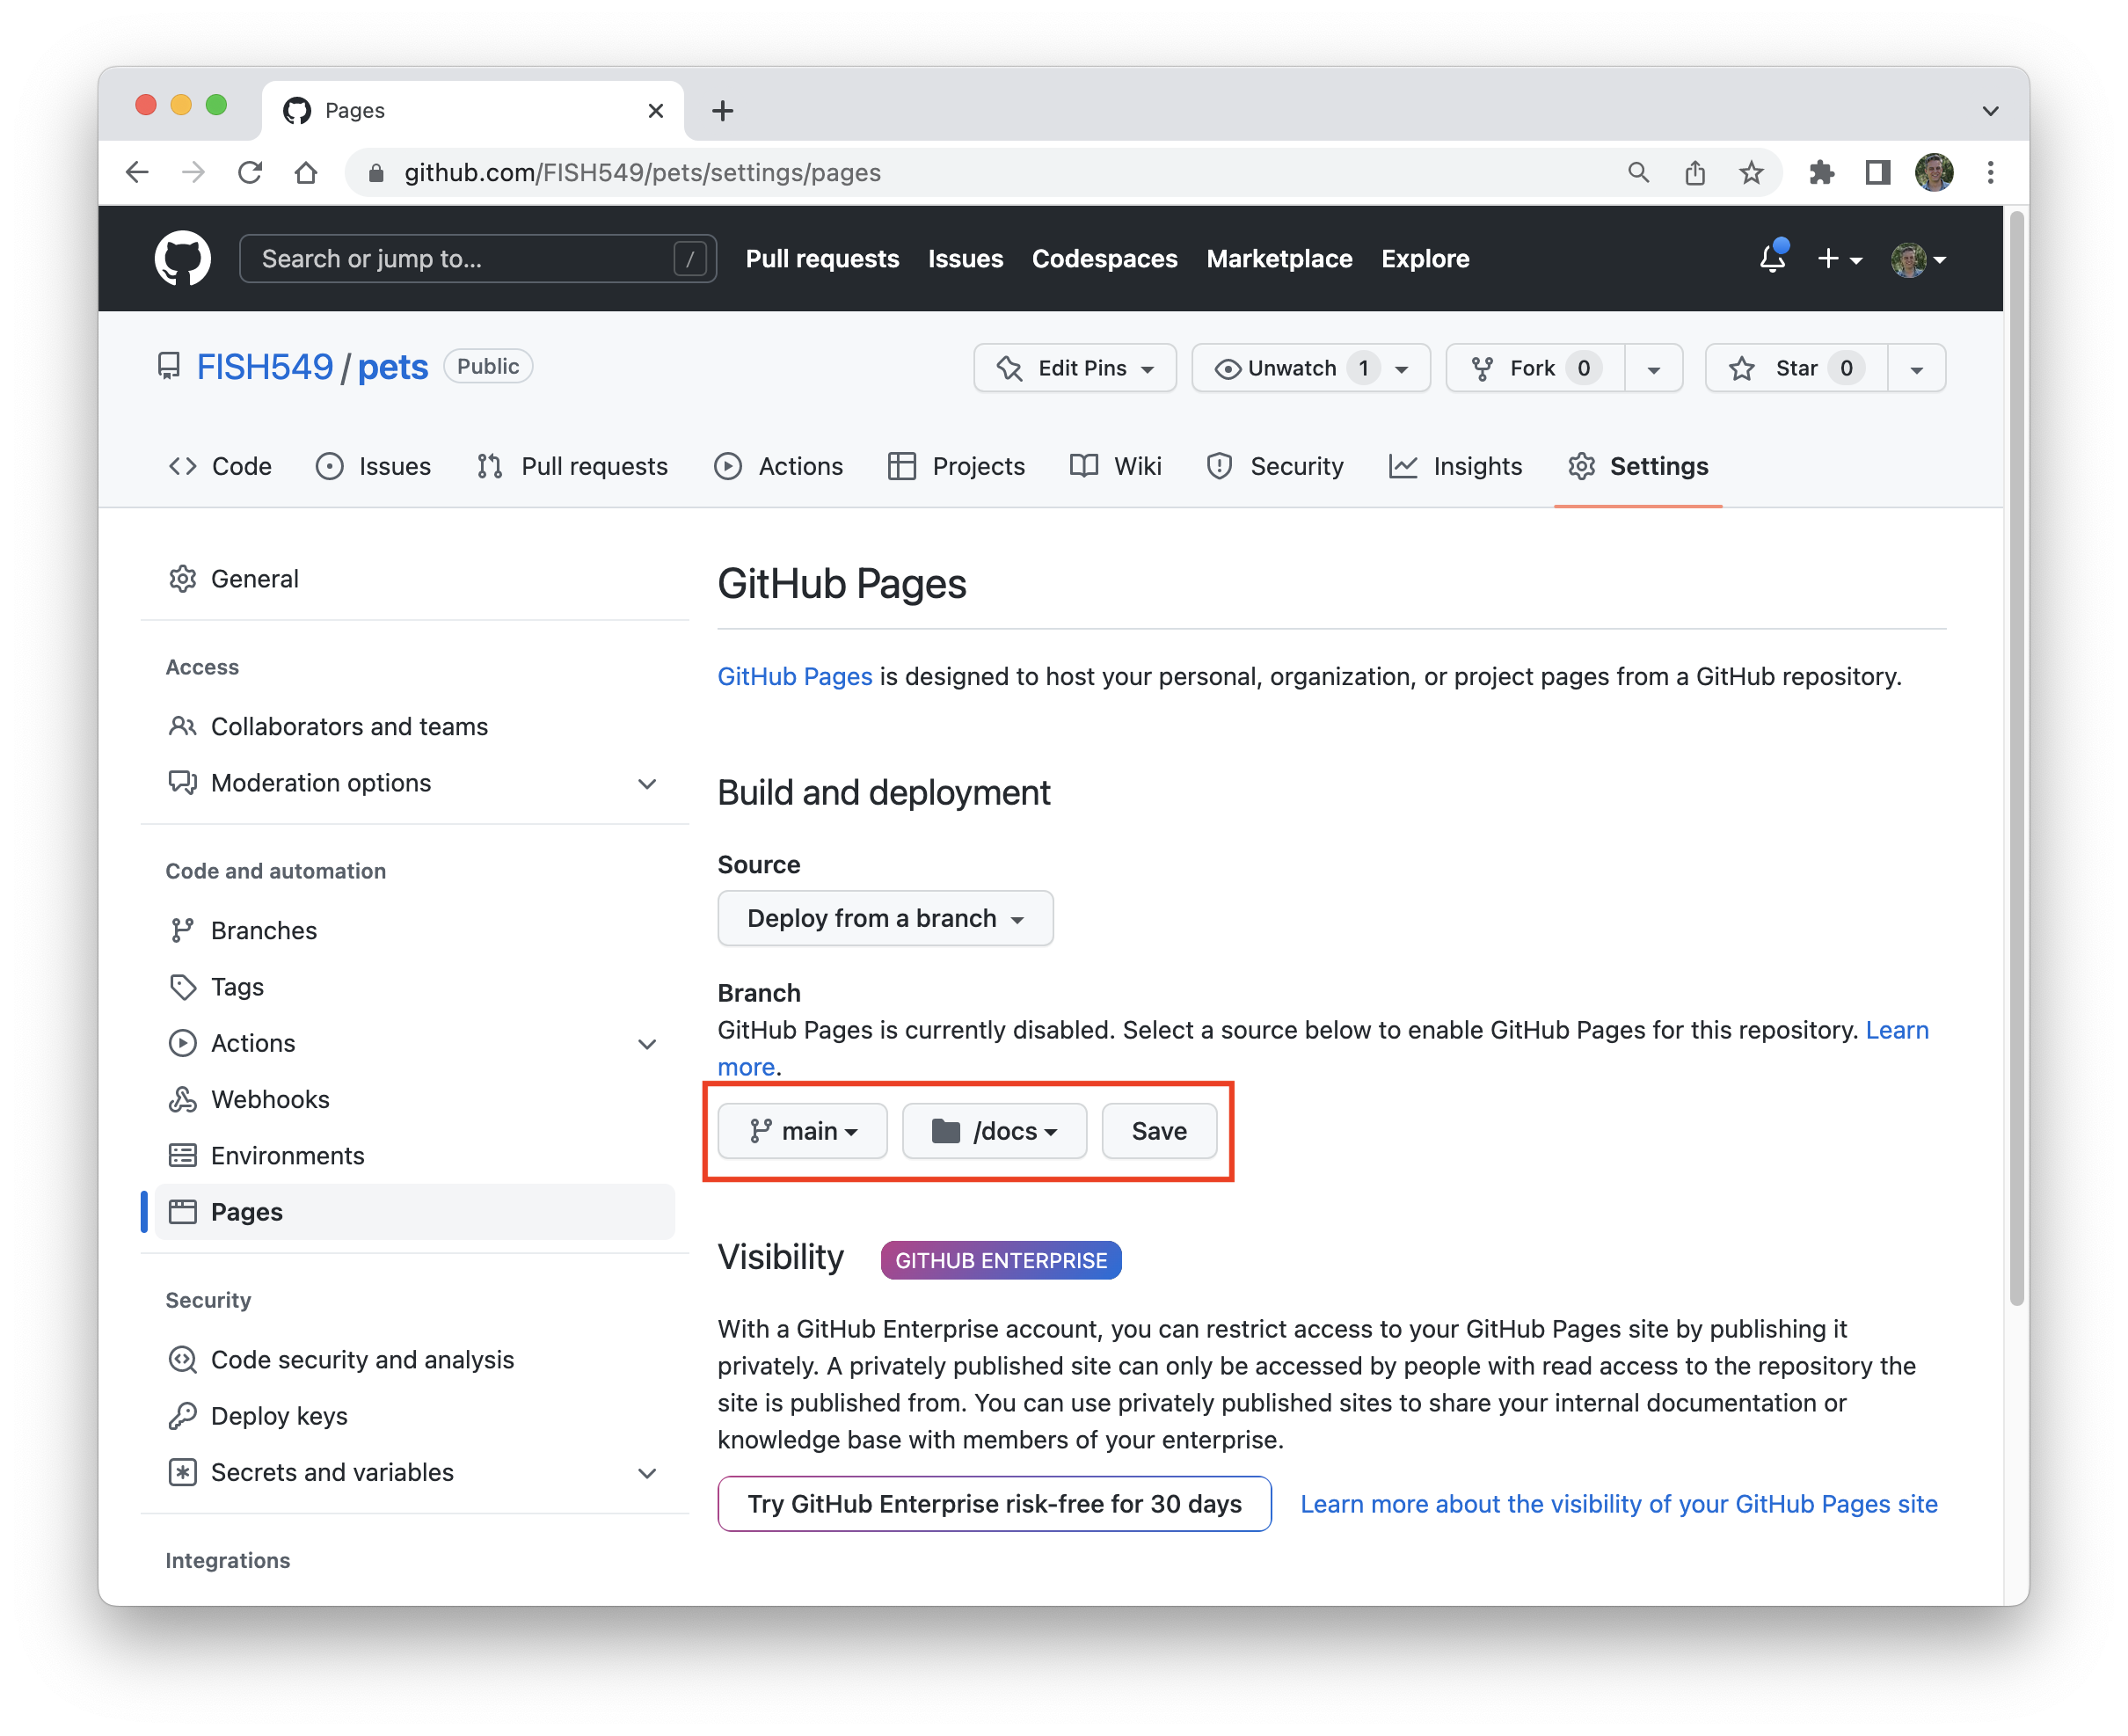 Pages
github.com/FISH549/pets/settings/pages
Search or jump to... /
Pull requests Issues Codespaces Marketplace Explore
FISH549 / pets Public
Edit Pins Unwatch 1 Fork 0 Star 0
Code Issues Pull requests Actions Projects Wiki Security Insights Settings
General
Access
Collaborators and teams
Moderation options
Code and automation
Branches
Tags
Actions
Webhooks
Environments
Pages
Security
Code security and analysis
Deploy keys
Secrets and variables
Integrations
GitHub Pages
GitHub Pages is designed to host your personal, organization, or project pages from a GitHub repository.
Build and deployment
Source
Deploy from a branch
Branch
GitHub Pages is currently disabled. Select a source below to enable GitHub Pages for this repository. Learn
more.
main /docs Save
Visibility GITHUB ENTERPRISE
With a GitHub Enterprise account, you can restrict access to your GitHub Pages site by publishing it
privately. A privately published site can only be accessed by people with read access to the repository the
site is published from. You can use privately published sites to share your internal documentation or
knowledge base with members of your enterprise.
Try GitHub Enterprise risk-free for 30 days Learn more about the visibility of your GitHub Pages site